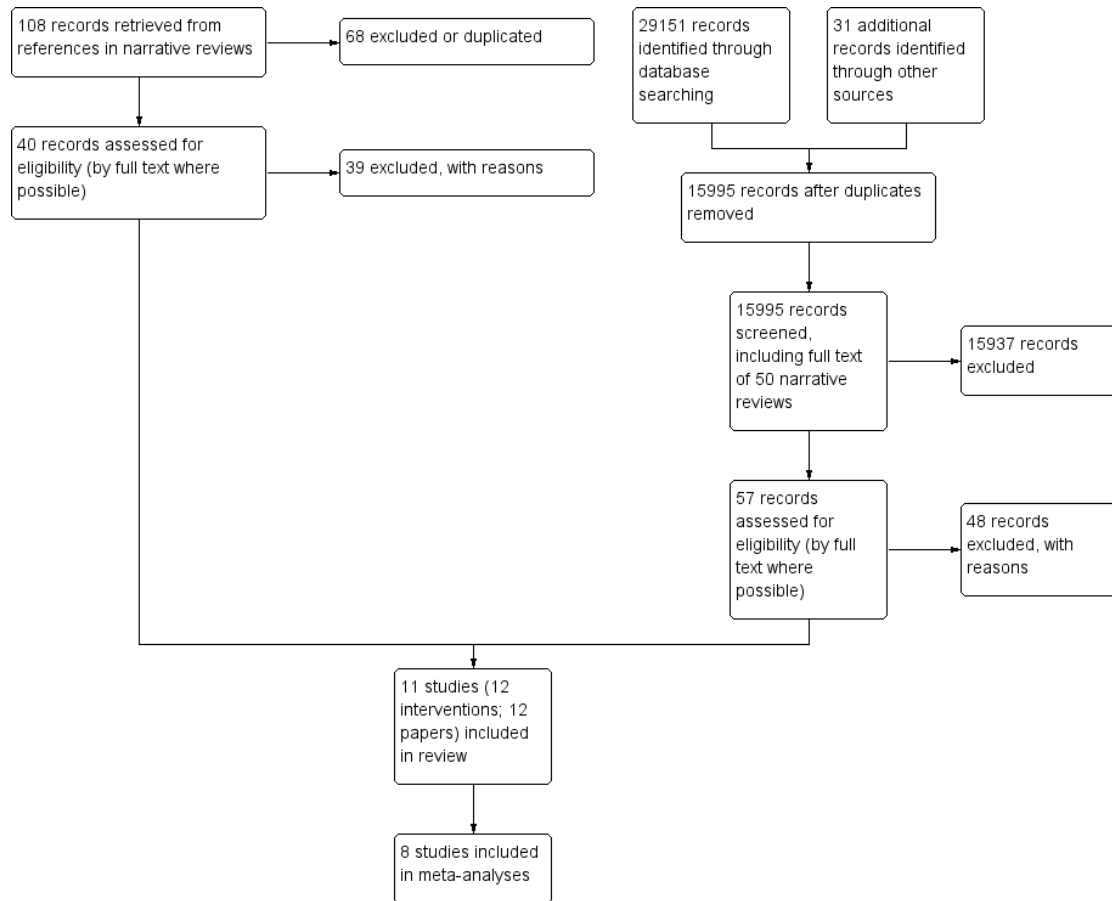 108 records retrieved from
references in narrative reviews
68 excluded or duplicated
40 records assessed for
eligibility (by full text where
possible)
39 excluded, with reasons
29151 records
identified through
database
searching
31 additional
records identified
through other
sources
15995 records after duplicates
removed
15995 records
screened,
including full text
of 50 narrative
reviews
15937 records
excluded
57 records
assessed for
eligibility (by full
text where
possible)
48 records
excluded, with
reasons
11 studies (12
interventions; 12
papers) included
in review
8 studies included
in meta-analyses